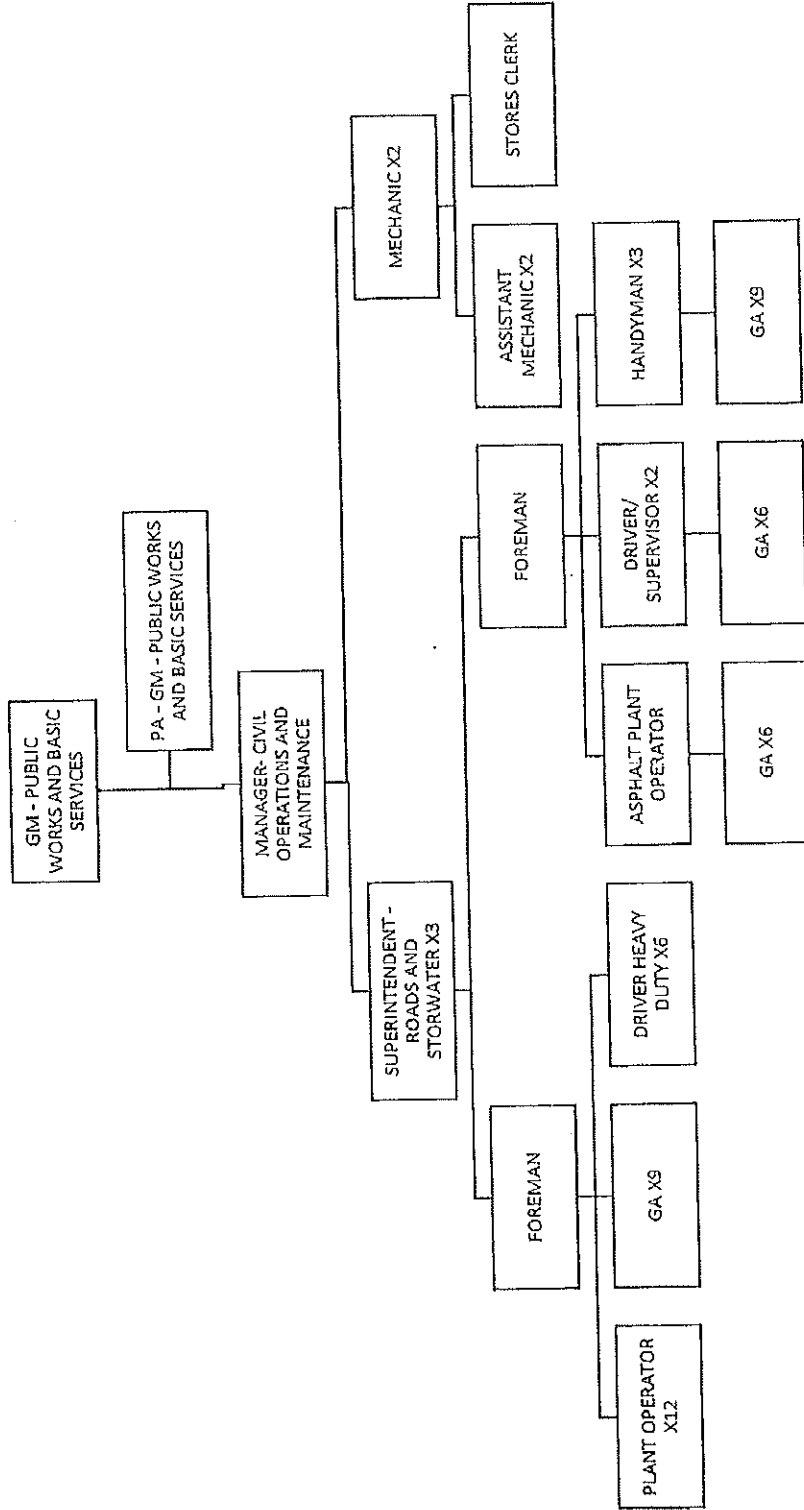 GM - PUBLIC
WORKS AND BASIC
SERVICES
PA - GM - PUBLIC WORKS
AND BASIC SERVICES
MANAGER- CIVIL
OPERATIONS AND
MAINTENANCE
SUPERINTENDENT -
ROADS AND
STORWATER X3
MECHANIC X2
ASSISTANT
MECHANIC X2
STORES CLERK
FOREMAN
FOREMAN
PLANT OPERATOR
X12
GA X9
DRIVER HEAVY
DUTY X6
ASPHALT PLANT
OPERATOR
DRIVER/
SUPERVISOR X2
HANDYMAN X3
GA X6
GA X6
GA X9